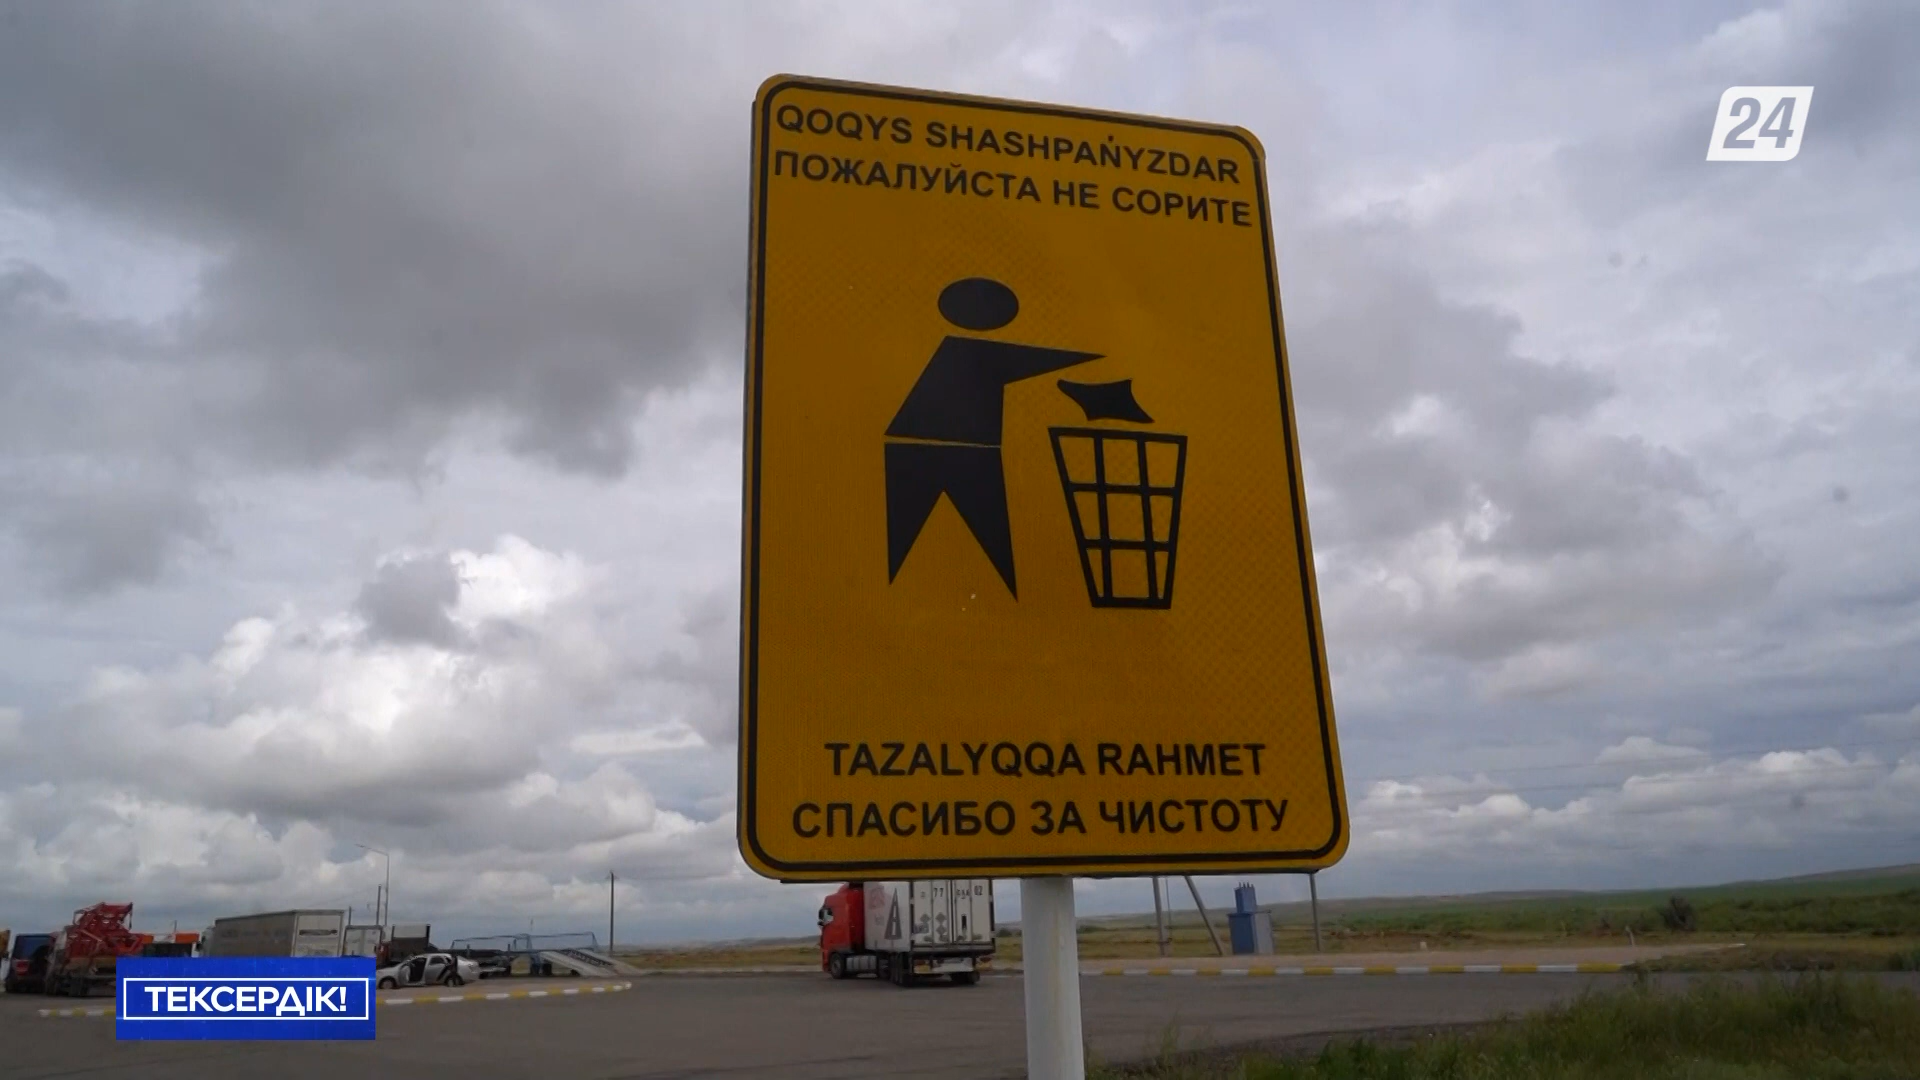 QOQYS SHASHPAŃYZDAR
ПОЖАЛУЙСТА НЕ СОРИТЕ
24
TAZALYQQA RAHMET
СПАСИБО ЗА ЧИСТОТУ
ТЕКСЕРДІК!